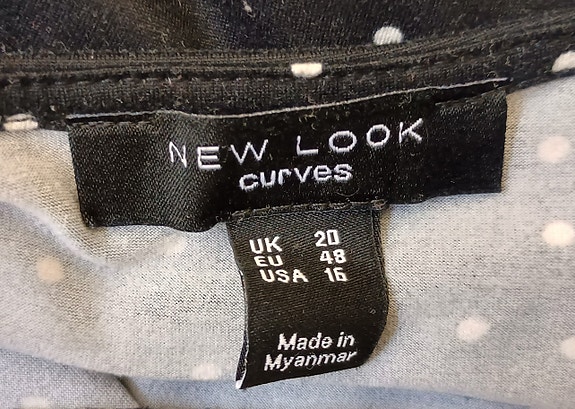 NEW LOOK
curves
UK 20
EU 48
USA 16
Made in
Myanmar